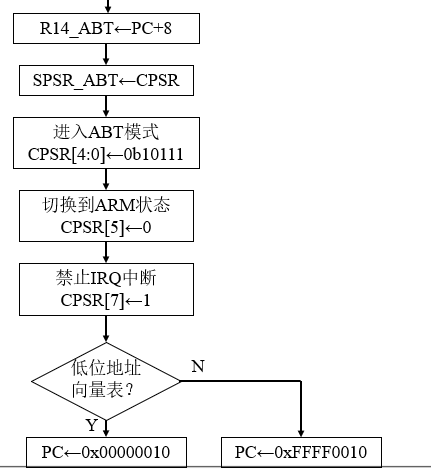 R14_ABT←PC+8
SPSR_ABT←CPSR
进入ABT模式
CPSR[4:0]←0b10111
切换到ARM状态
CPSR[5]←0
禁止IRQ中断
CPSR[7]←1
低位地址
向量表？
N
Y
PC←0x00000010
PC←0xFFFF0010